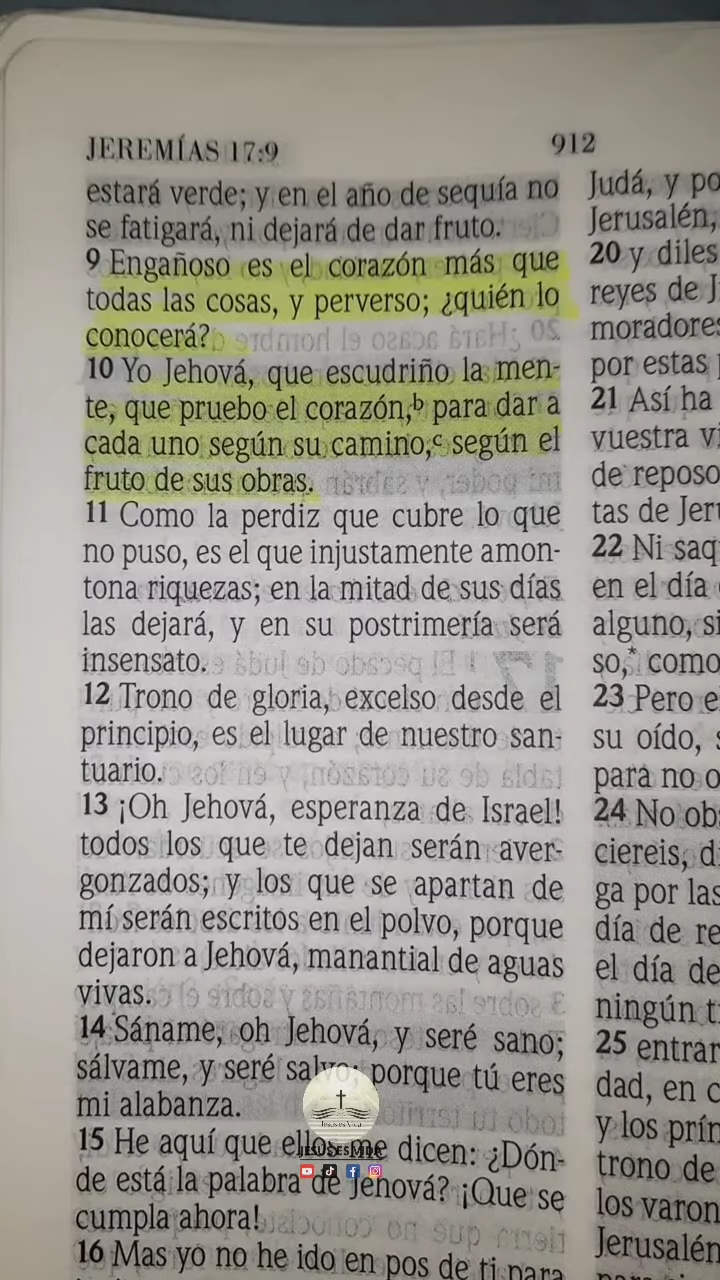 JEREMÍAS 17:9
912
estará verde; y en el año de sequía no
se fatigará, ni dejará de dar fruto.
9 Engañoso es el corazón más que
todas las cosas, y perverso; ¿quién lo
conocerá?
10 Yo Jehová, que escudriño la men-
te, que pruebo el corazón,b para dar a
cada uno según su camino,c según el
fruto de sus obras.
11 Como la perdiz que cubre lo que
no puso, es el que injustamente amon-
tona riquezas; en la mitad de sus días
las dejará, y en su postrimería será
insensato.
12 Trono de gloria, excelso desde el
principio, es el lugar de nuestro san-
tuario.
13 ¡Oh Jehová, esperanza de Israel!
todos los que te dejan serán aver-
gonzados; y los que se apartan de
mí serán escritos en el polvo, porque
dejaron a Jehová, manantial de aguas
vivas.
14 Sáname, oh Jehová, y seré sano;
sálvame, y seré salvo; porque tú eres
mi alabanza.
15 He aquí que ellos me dicen: ¿Dón-
de está la palabra de Jehová? ¡Que se
cumpla ahora!
16 Mas yo no he ido en pos de ti para
Judá, y po
Jerusalén,
20 y diles
reyes de J
moradores
por estas
21 Así ha
vuestra vi
de reposo
tas de Jeru
22 Ni saq
en el día
alguno, si
so,* como
23 Pero e
su oído, s
para no o
24 No obs
ciereis, di
ga por las
día de re
el día de
ningún t
25 entrar
dad, en c
y los prín
trono de
los varon
Jerusalén
Jesus es Vida
JESUS ES VIDA